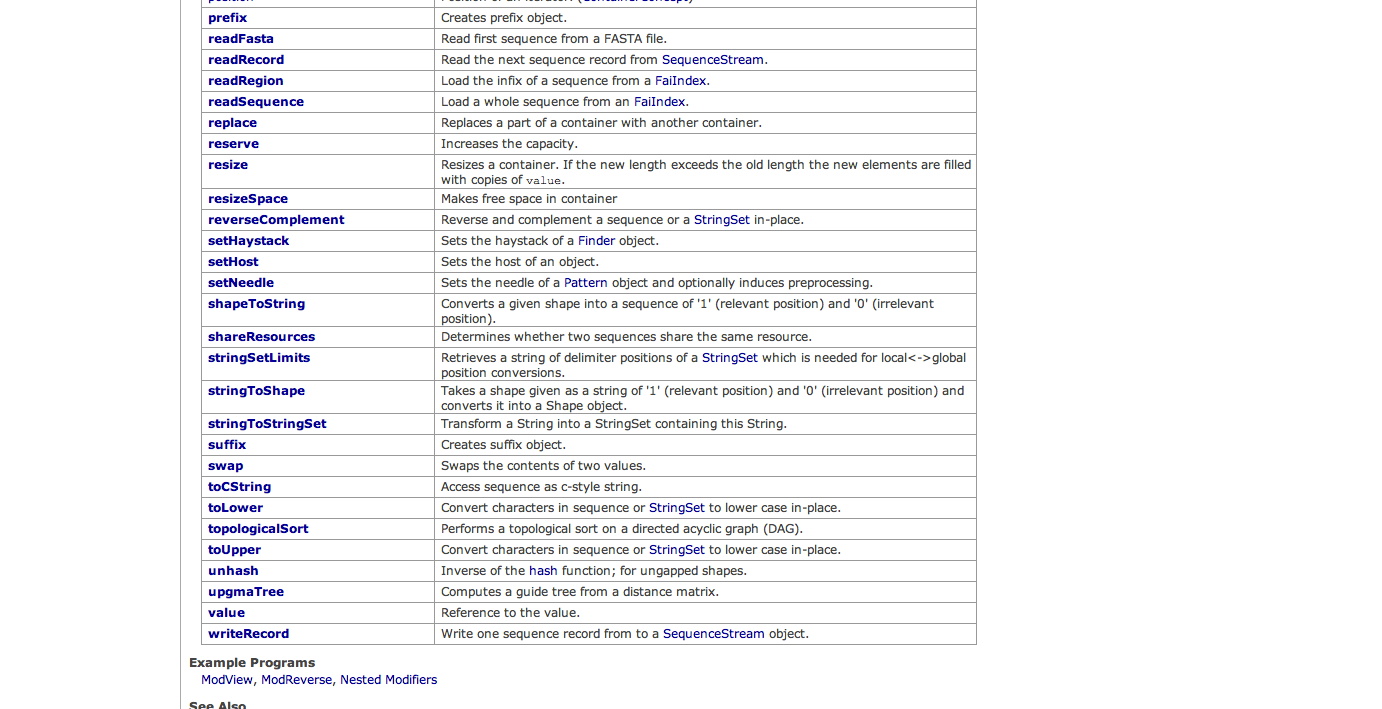 position Position of an iterator. (ContainerConcept)
prefix Creates prefix object.
readFasta Read first sequence from a FASTA file.
readRecord Read the next sequence record from SequenceStream.
readRegion Load the infix of a sequence from a FaiIndex.
readSequence Load a whole sequence from an FaiIndex.
replace Replaces a part of a container with another container.
reserve Increases the capacity.
resize Resizes a container. If the new length exceeds the old length the new elements are filled
with copies of value.
resizeSpace Makes free space in container
reverseComplement Reverse and complement a sequence or a StringSet in-place.
setHaystack Sets the haystack of a Finder object.
setHost Sets the host of an object.
setNeedle Sets the needle of a Pattern object and optionally induces preprocessing.
shapeToString Converts a given shape into a sequence of '1' (relevant position) and '0' (irrelevant
position).
shareResources Determines whether two sequences share the same resource.
stringSetLimits Retrieves a string of delimiter positions of a StringSet which is needed for local<->global
position conversions.
stringToShape Takes a shape given as a string of '1' (relevant position) and '0' (irrelevant position) and
converts it into a Shape object.
stringToStringSet Transform a String into a StringSet containing this String.
suffix Creates suffix object.
swap Swaps the contents of two values.
toCString Access sequence as c-style string.
toLower Convert characters in sequence or StringSet to lower case in-place.
topologicalSort Performs a topological sort on a directed acyclic graph (DAG).
toUpper Convert characters in sequence or StringSet to lower case in-place.
unhash Inverse of the hash function; for ungapped shapes.
upgmaTree Computes a guide tree from a distance matrix.
value Reference to the value.
writeRecord Write one sequence record from to a SequenceStream object.
Example Programs
ModView, ModReverse, Nested Modifiers
See Also